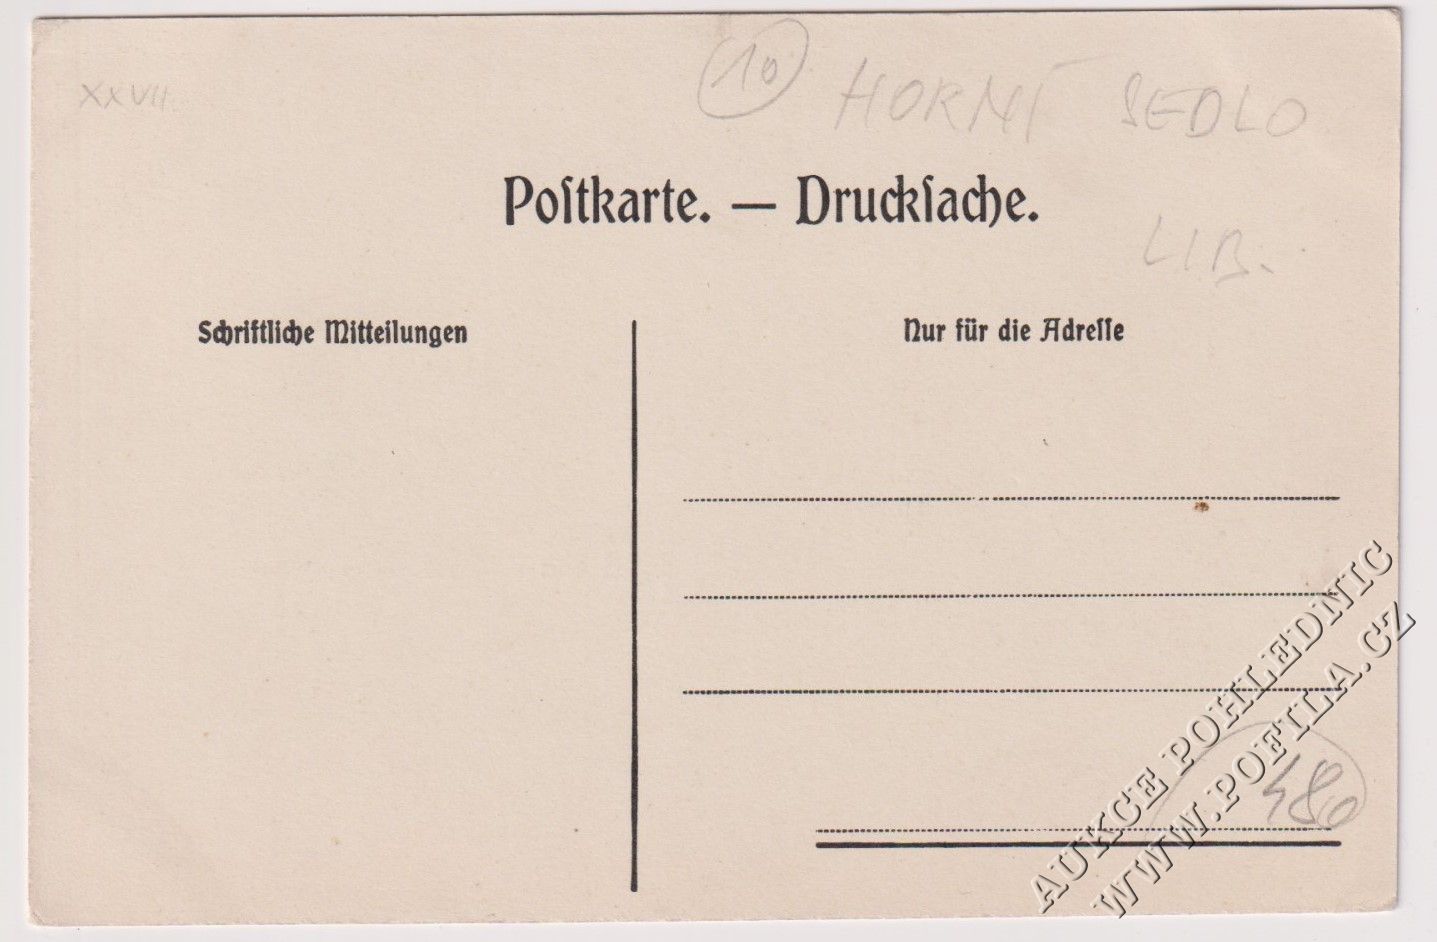 XXVII.
10 HORNÍ SEDLO
Poſtkarte. — Druckſache.
LIB.
Schriftliche Mitteilungen
Nur für die Adreſſe
480
AUKCE POHLEDNIC
WWW.POFILA.CZ